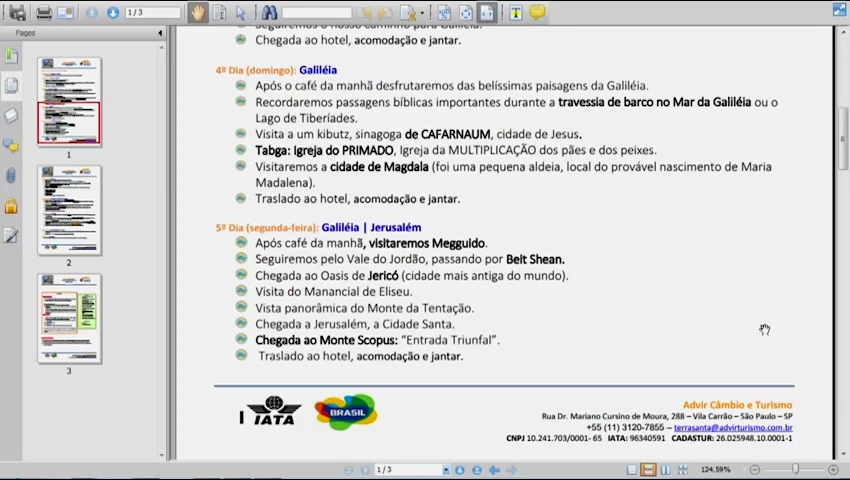 1 / 3
Pages
Seguiremos o nosso caminho para Galiléia.
Chegada ao hotel, acomodação e jantar.
4º Dia (domingo): Galiléia
Após o café da manhã desfrutaremos das belíssimas paisagens da Galiléia.
Recordaremos passagens bíblicas importantes durante a travessia de barco no Mar da Galiléia ou o
Lago de Tiberíades.
Visita a um kibutz, sinagoga de CAFARNAUM, cidade de Jesus.
Tabga: Igreja do PRIMADO, Igreja da MULTIPLICAÇÃO dos pães e dos peixes.
Visitaremos a cidade de Magdala (foi uma pequena aldeia, local do provável nascimento de Maria
Madalena).
Traslado ao hotel, acomodação e jantar.
5º Dia (segunda-feira): Galiléia | Jerusalém
Após café da manhã, visitaremos Megguido.
Seguiremos pelo Vale do Jordão, passando por Beit Shean.
Chegada ao Oasis de Jericó (cidade mais antiga do mundo).
Visita do Manancial de Eliseu.
Vista panorâmica do Monte da Tentação.
Chegada a Jerusalém, a Cidade Santa.
Chegada ao Monte Scopus: “Entrada Triunfal”.
Traslado ao hotel, acomodação e jantar.
1
2
3
IATA
BRASIL
Advir Câmbio e Turismo
Rua Dr. Mariano Cursino de Moura, 288 – Vila Carrão – São Paulo – SP
+55 (11) 3120-7855 – terrasanta@advirturismo.com.br
CNPJ 10.241.703/0001- 65 IATA: 96340591 CADASTUR: 26.025948.10.0001-1
1 / 3
124.59%